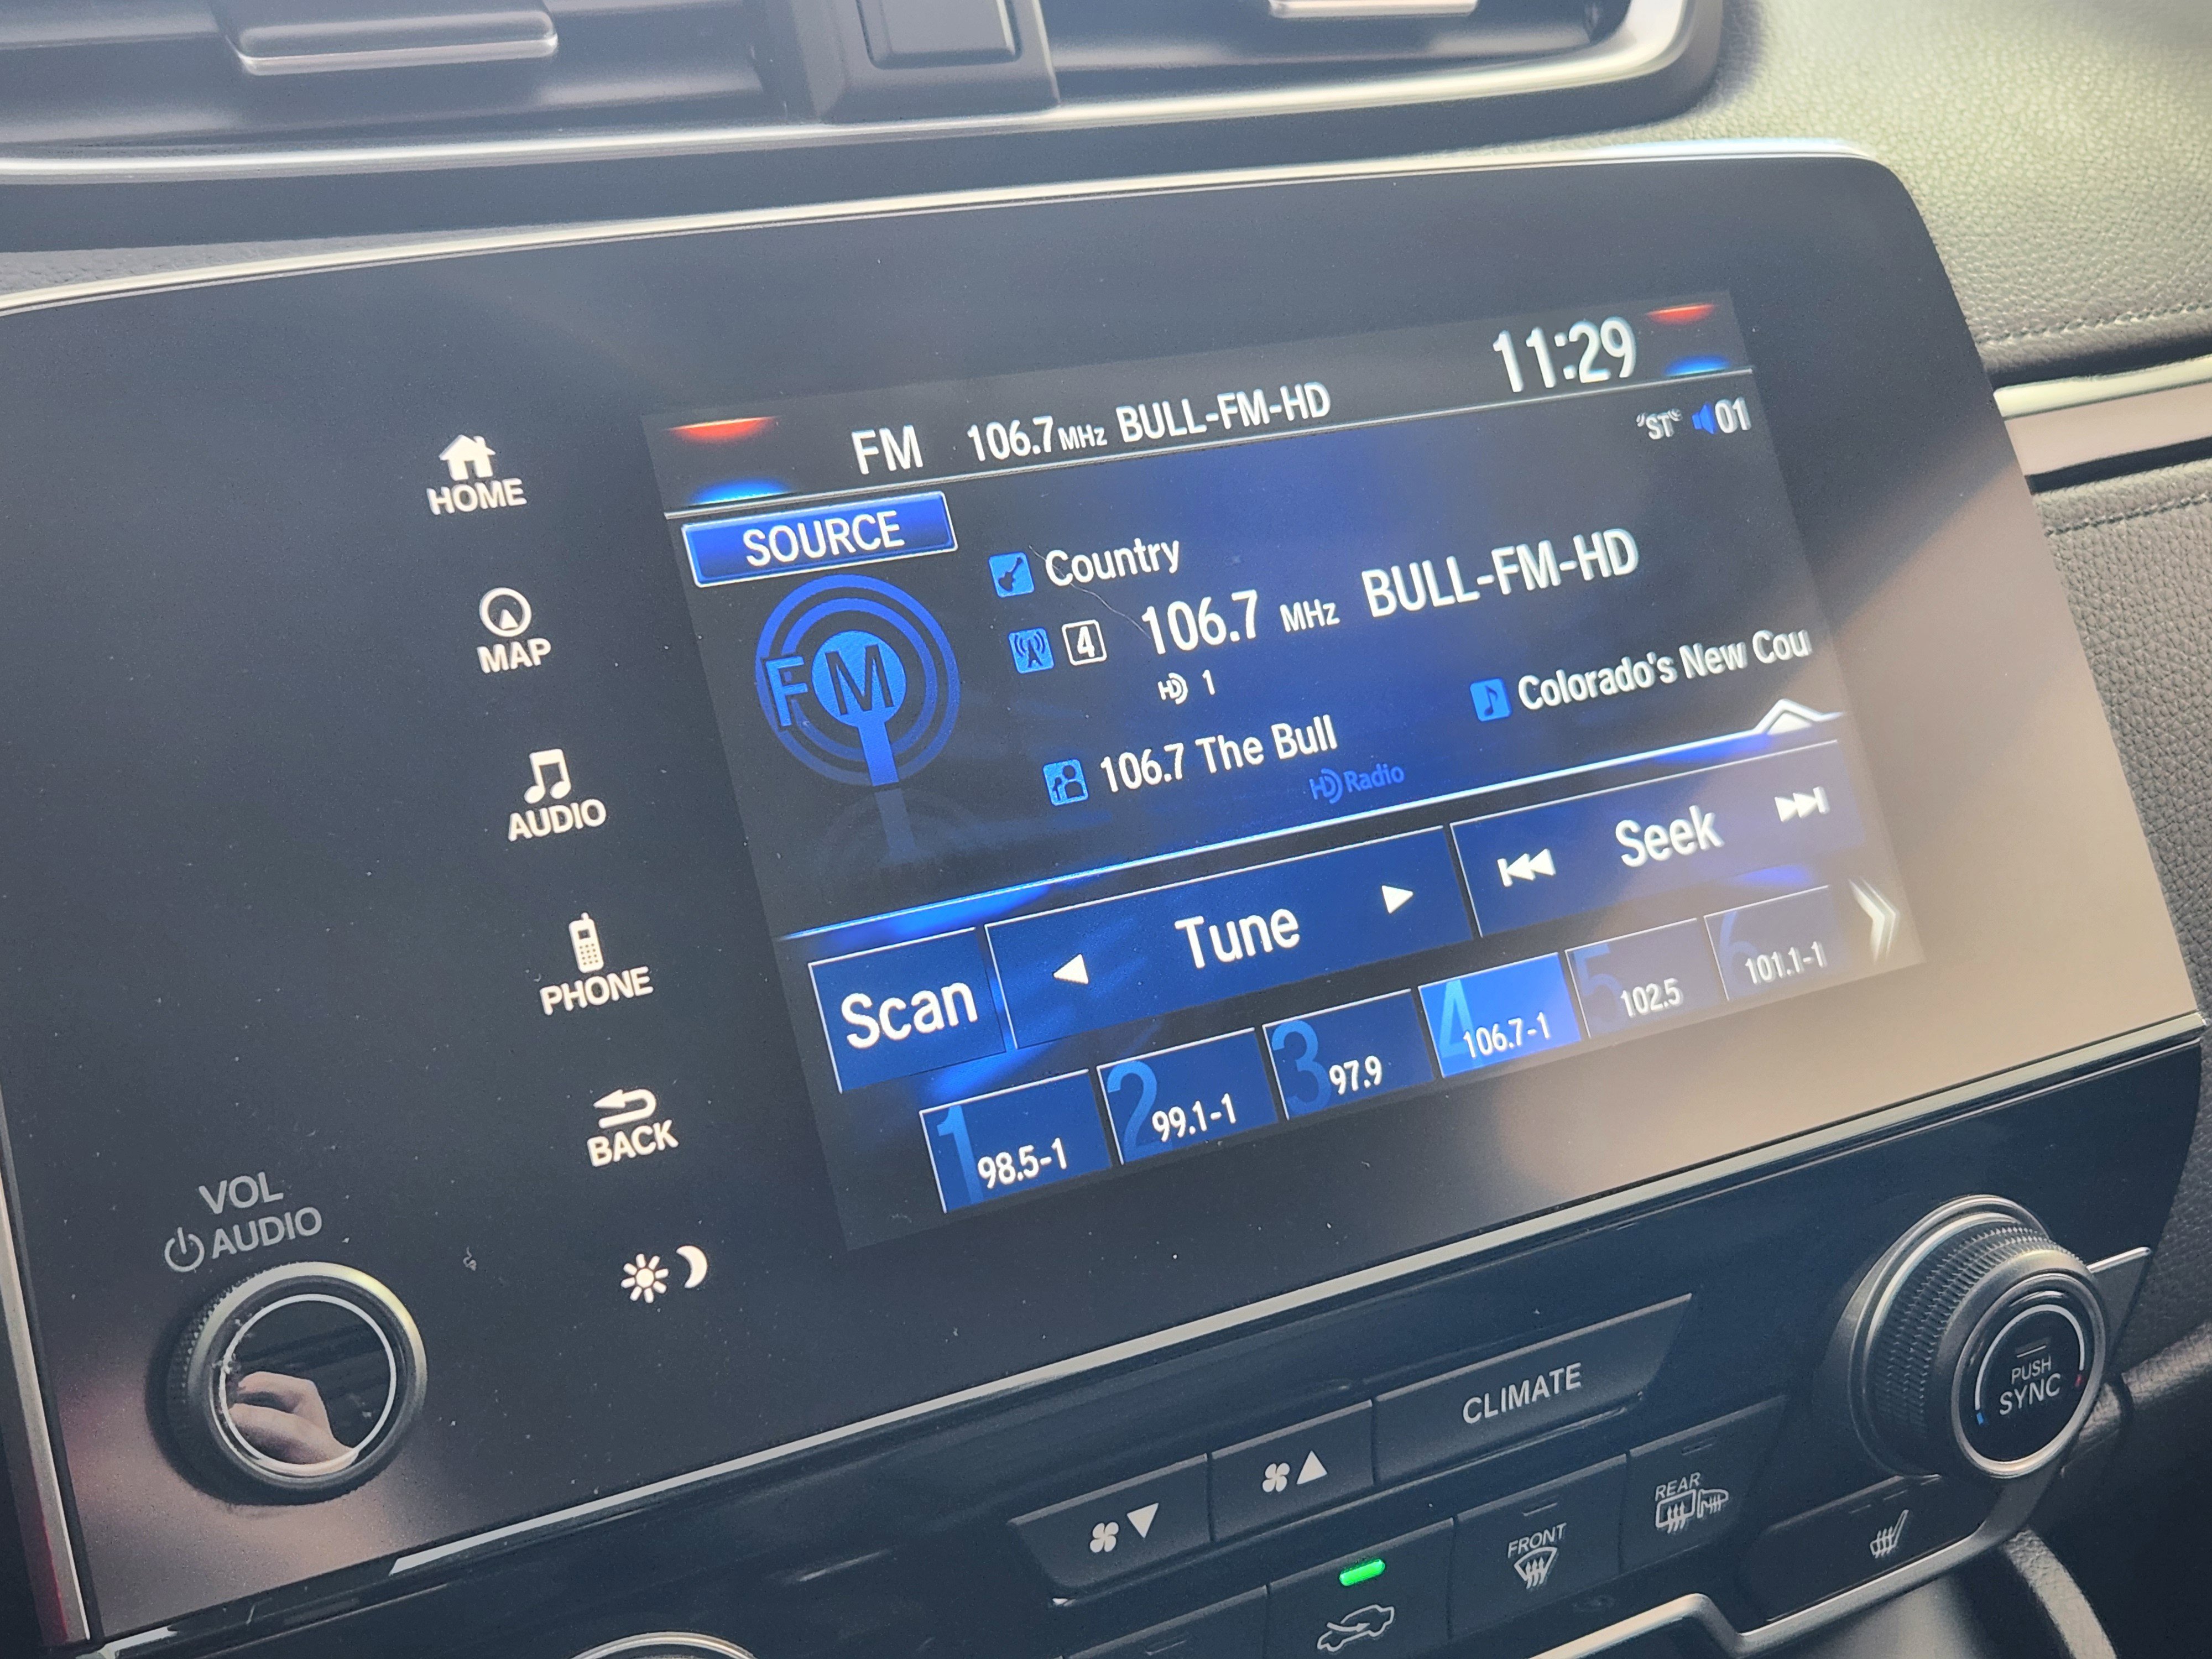 FM 106.7MHz BULL-FM-HD 11:29
"ST" 01
SOURCE
FM
Country
4 106.7 MHz BULL-FM-HD
HD 1
106.7 The Bull
Colorado's New Cou
HD Radio
Scan
Tune
Seek
1 98.5-1
2 99.1-1
3 97.9
4 106.7-1
5 102.5
6 101.1-1
HOME
MAP
AUDIO
PHONE
BACK
VOL
AUDIO
CLIMATE
PUSH
SYNC
FRONT
REAR